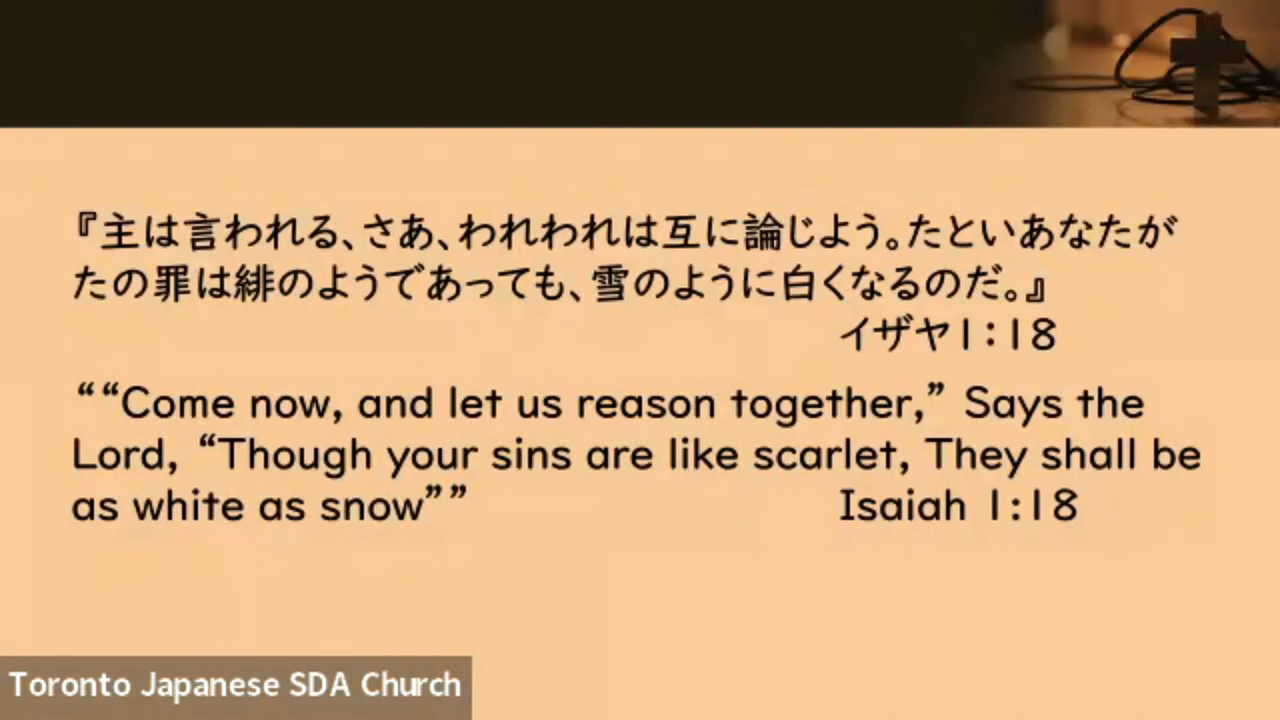 『主は言われる、さあ、われわれは互に論じよう。たといあなたが
たの罪は緋のようであっても、雪のように白くなるのだ。』
イザヤ1:18
““Come now, and let us reason together,” Says the
Lord, “Though your sins are like scarlet, They shall be
as white as snow”” Isaiah 1:18
Toronto Japanese SDA Church